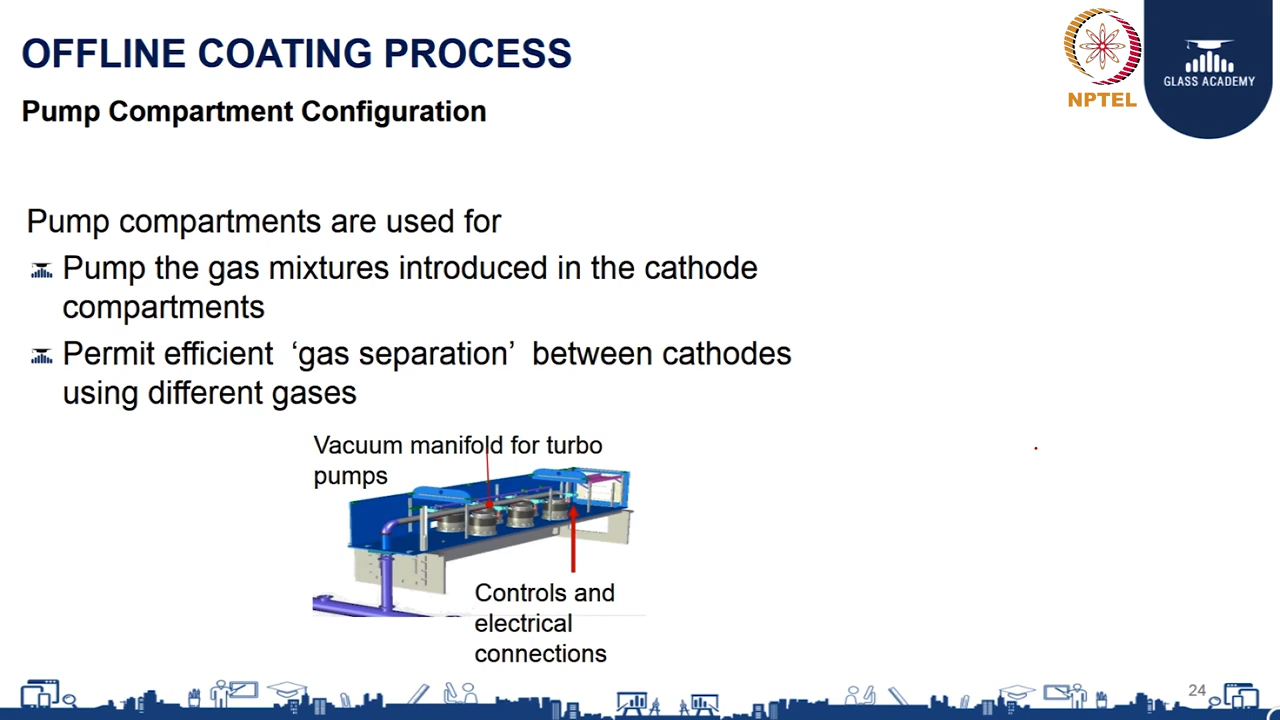 OFFLINE COATING PROCESS
Pump Compartment Configuration
NPTEL
GLASS ACADEMY
Pump compartments are used for
Pump the gas mixtures introduced in the cathode
compartments
Permit efficient ‘gas separation’ between cathodes
using different gases
Vacuum manifold for turbo
pumps
Controls and
electrical
connections
24